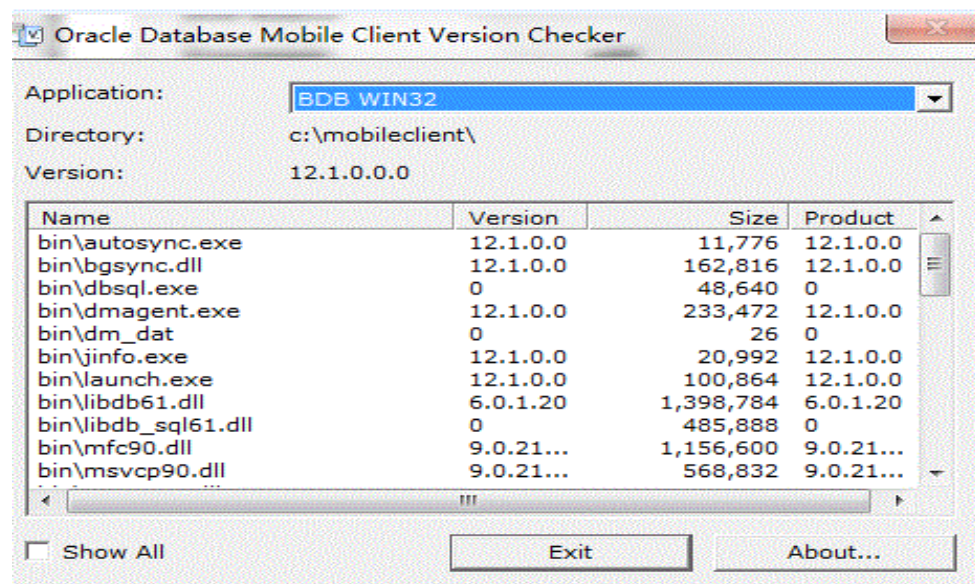 Oracle Database Mobile Client Version Checker
Application: BDB WIN32
Directory: c:\mobileclient\
Version: 12.1.0.0.0
Name Version Size Product
bin\autosync.exe 12.1.0.0 11,776 12.1.0.0
bin\bgsync.dll 12.1.0.0 162,816 12.1.0.0
bin\dbsql.exe 0 48,640 0
bin\dmagent.exe 12.1.0.0 233,472 12.1.0.0
bin\dm_dat 0 26 0
bin\jinfo.exe 12.1.0.0 20,992 12.1.0.0
bin\launch.exe 12.1.0.0 100,864 12.1.0.0
bin\libdb61.dll 6.0.1.20 1,398,784 6.0.1.20
bin\libdb_sql61.dll 0 485,888 0
bin\mfc90.dll 9.0.21... 1,156,600 9.0.21...
bin\msvcp90.dll 9.0.21... 568,832 9.0.21...
Show All Exit About...